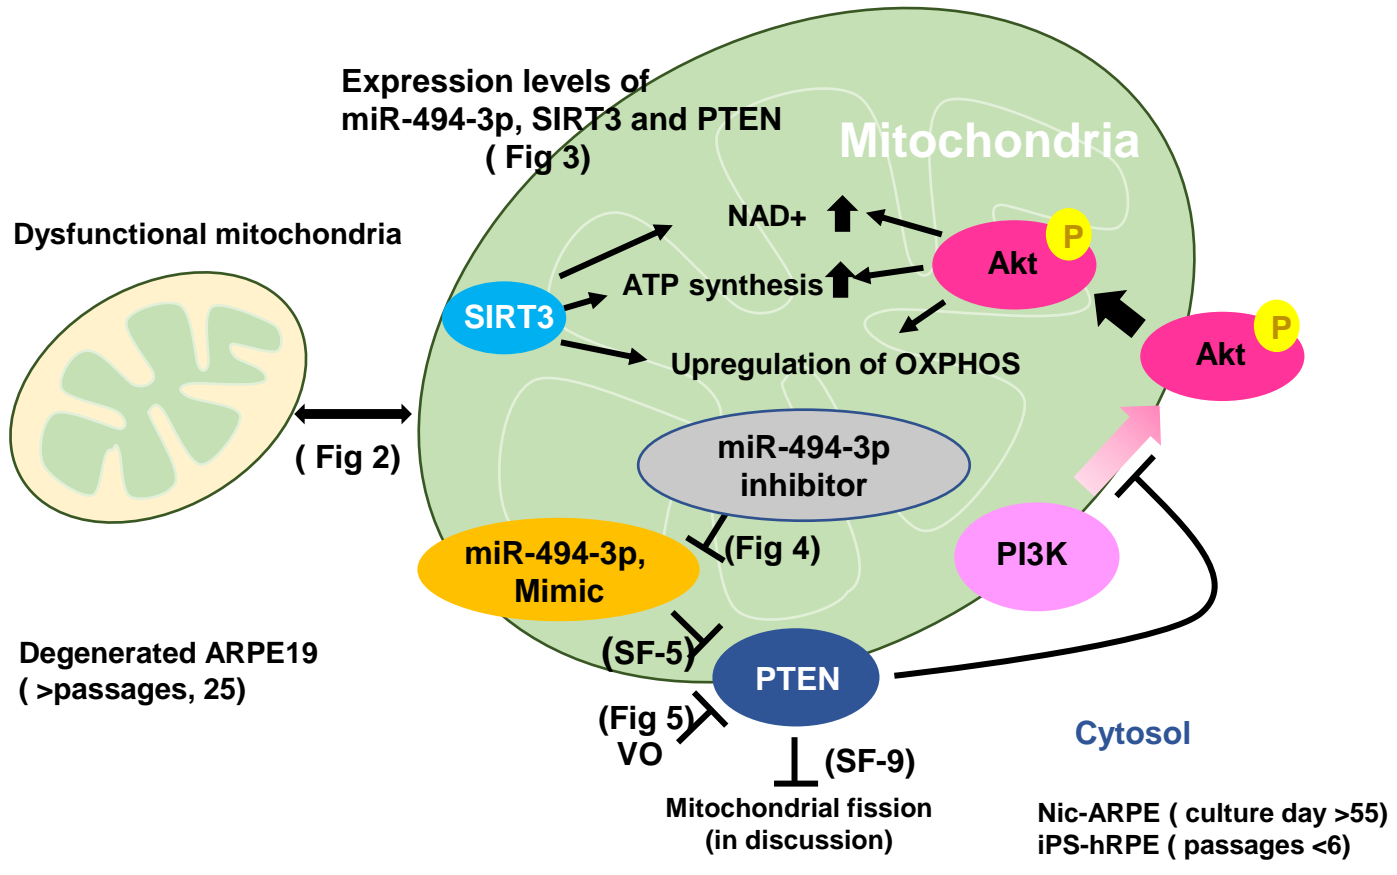 Expression levels of
miR-494-3p, SIRT3 and PTEN
( Fig 3)
Mitochondria
Dysfunctional mitochondria
NAD+
ATP synthesis
Upregulation of OXPHOS
SIRT3
Akt
P
Akt
P
( Fig 2)
miR-494-3p
inhibitor
(Fig 4)
miR-494-3p,
Mimic
PI3K
(SF-5)
PTEN
Degenerated ARPE19
( >passages, 25)
(Fig 5)
VO
(SF-9)
Mitochondrial fission
(in discussion)
Cytosol
Nic-ARPE ( culture day >55)
iPS-hRPE ( passages <6)